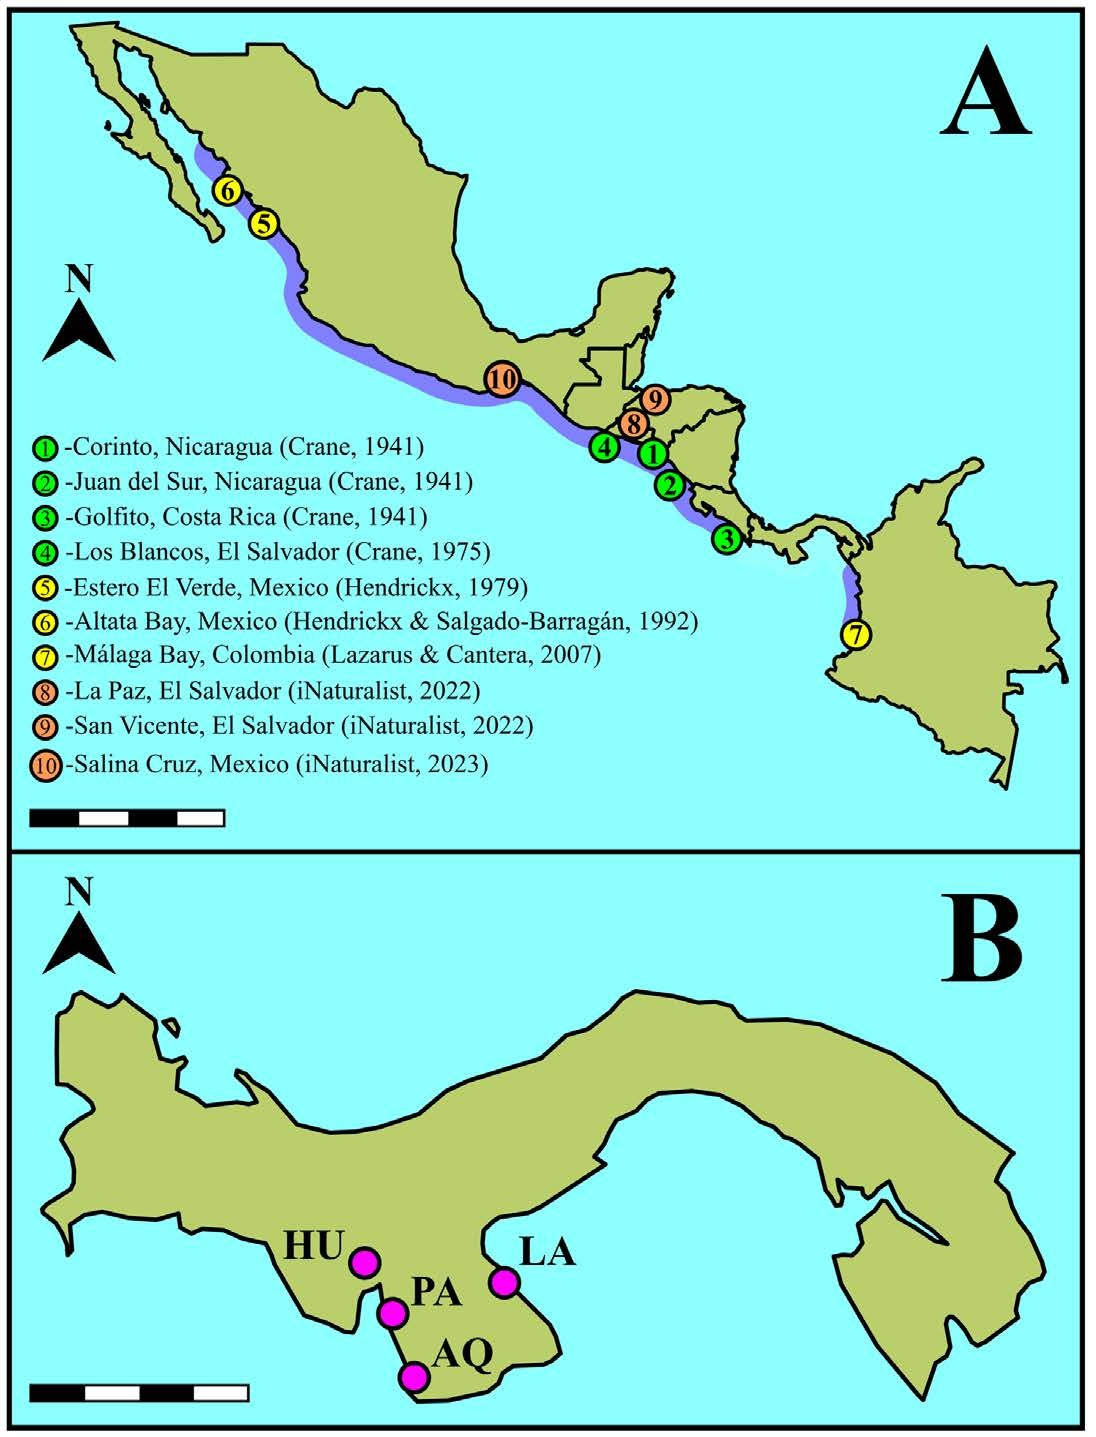 A
N
6
5
10
9
8
4
1
2
3
7
1 -Corinto, Nicaragua (Crane, 1941)
2 -Juan del Sur, Nicaragua (Crane, 1941)
3 -Golfito, Costa Rica (Crane, 1941)
4 -Los Blancos, El Salvador (Crane, 1975)
5 -Estero El Verde, Mexico (Hendrickx, 1979)
6 -Altata Bay, Mexico (Hendrickx & Salgado-Barragán, 1992)
7 -Málaga Bay, Colombia (Lazarus & Cantera, 2007)
8 -La Paz, El Salvador (iNaturalist, 2022)
9 -San Vicente, El Salvador (iNaturalist, 2022)
10 -Salina Cruz, Mexico (iNaturalist, 2023)
N
B
HU
LA
PA
AQ